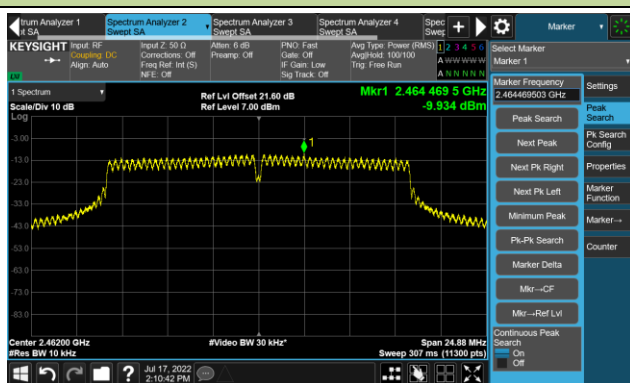 trum Analyzer 1
pt SA
Spectrum Analyzer 2
Swept SA
Spectrum Analyzer 3
Swept SA
Spectrum Analyzer 4
Swept SA
Spec
Swep
+
Marker
KEYSIGHT
Input: RF
Coupling: DC
Align: Auto
Input Z: 50 Ω
Corrections: Off
Freq Ref: Int (S)
NFE: Off
Atten: 6 dB
Preamp: Off
PNO: Fast
Gate: Off
IF Gain: Low
Sig Track: Off
Avg Type: Power (RMS)
Avg|Hold: 100/100
Trig: Free Run
1 2 3 4 5 6
A W W W W W
A N N N N N
LVI
Select Marker
Marker 1
1 Spectrum
Scale/Div 10 dB
Log
Ref Lvl Offset 21.60 dB
Ref Level 7.00 dBm
Mkr1 2.464 469 5 GHz
-9.934 dBm
1
-3.00
-13.0
-23.0
-33.0
-43.0
-53.0
-63.0
-73.0
-83.0
Center 2.46200 GHz
#Res BW 10 kHz
#Video BW 30 kHz*
Span 24.88 MHz
Sweep 307 ms (11300 pts)
Marker Frequency
2.464469503 GHz
Peak Search
Next Peak
Next Pk Right
Next Pk Left
Minimum Peak
Pk-Pk Search
Marker Delta
Mkr→CF
Mkr→Ref Lvl
Continuous Peak
Search
On
Off
Settings
Peak
Search
Pk Search
Config
Properties
Marker
Function
Marker→
Counter
?
Jul 17, 2022
2:10:42 PM